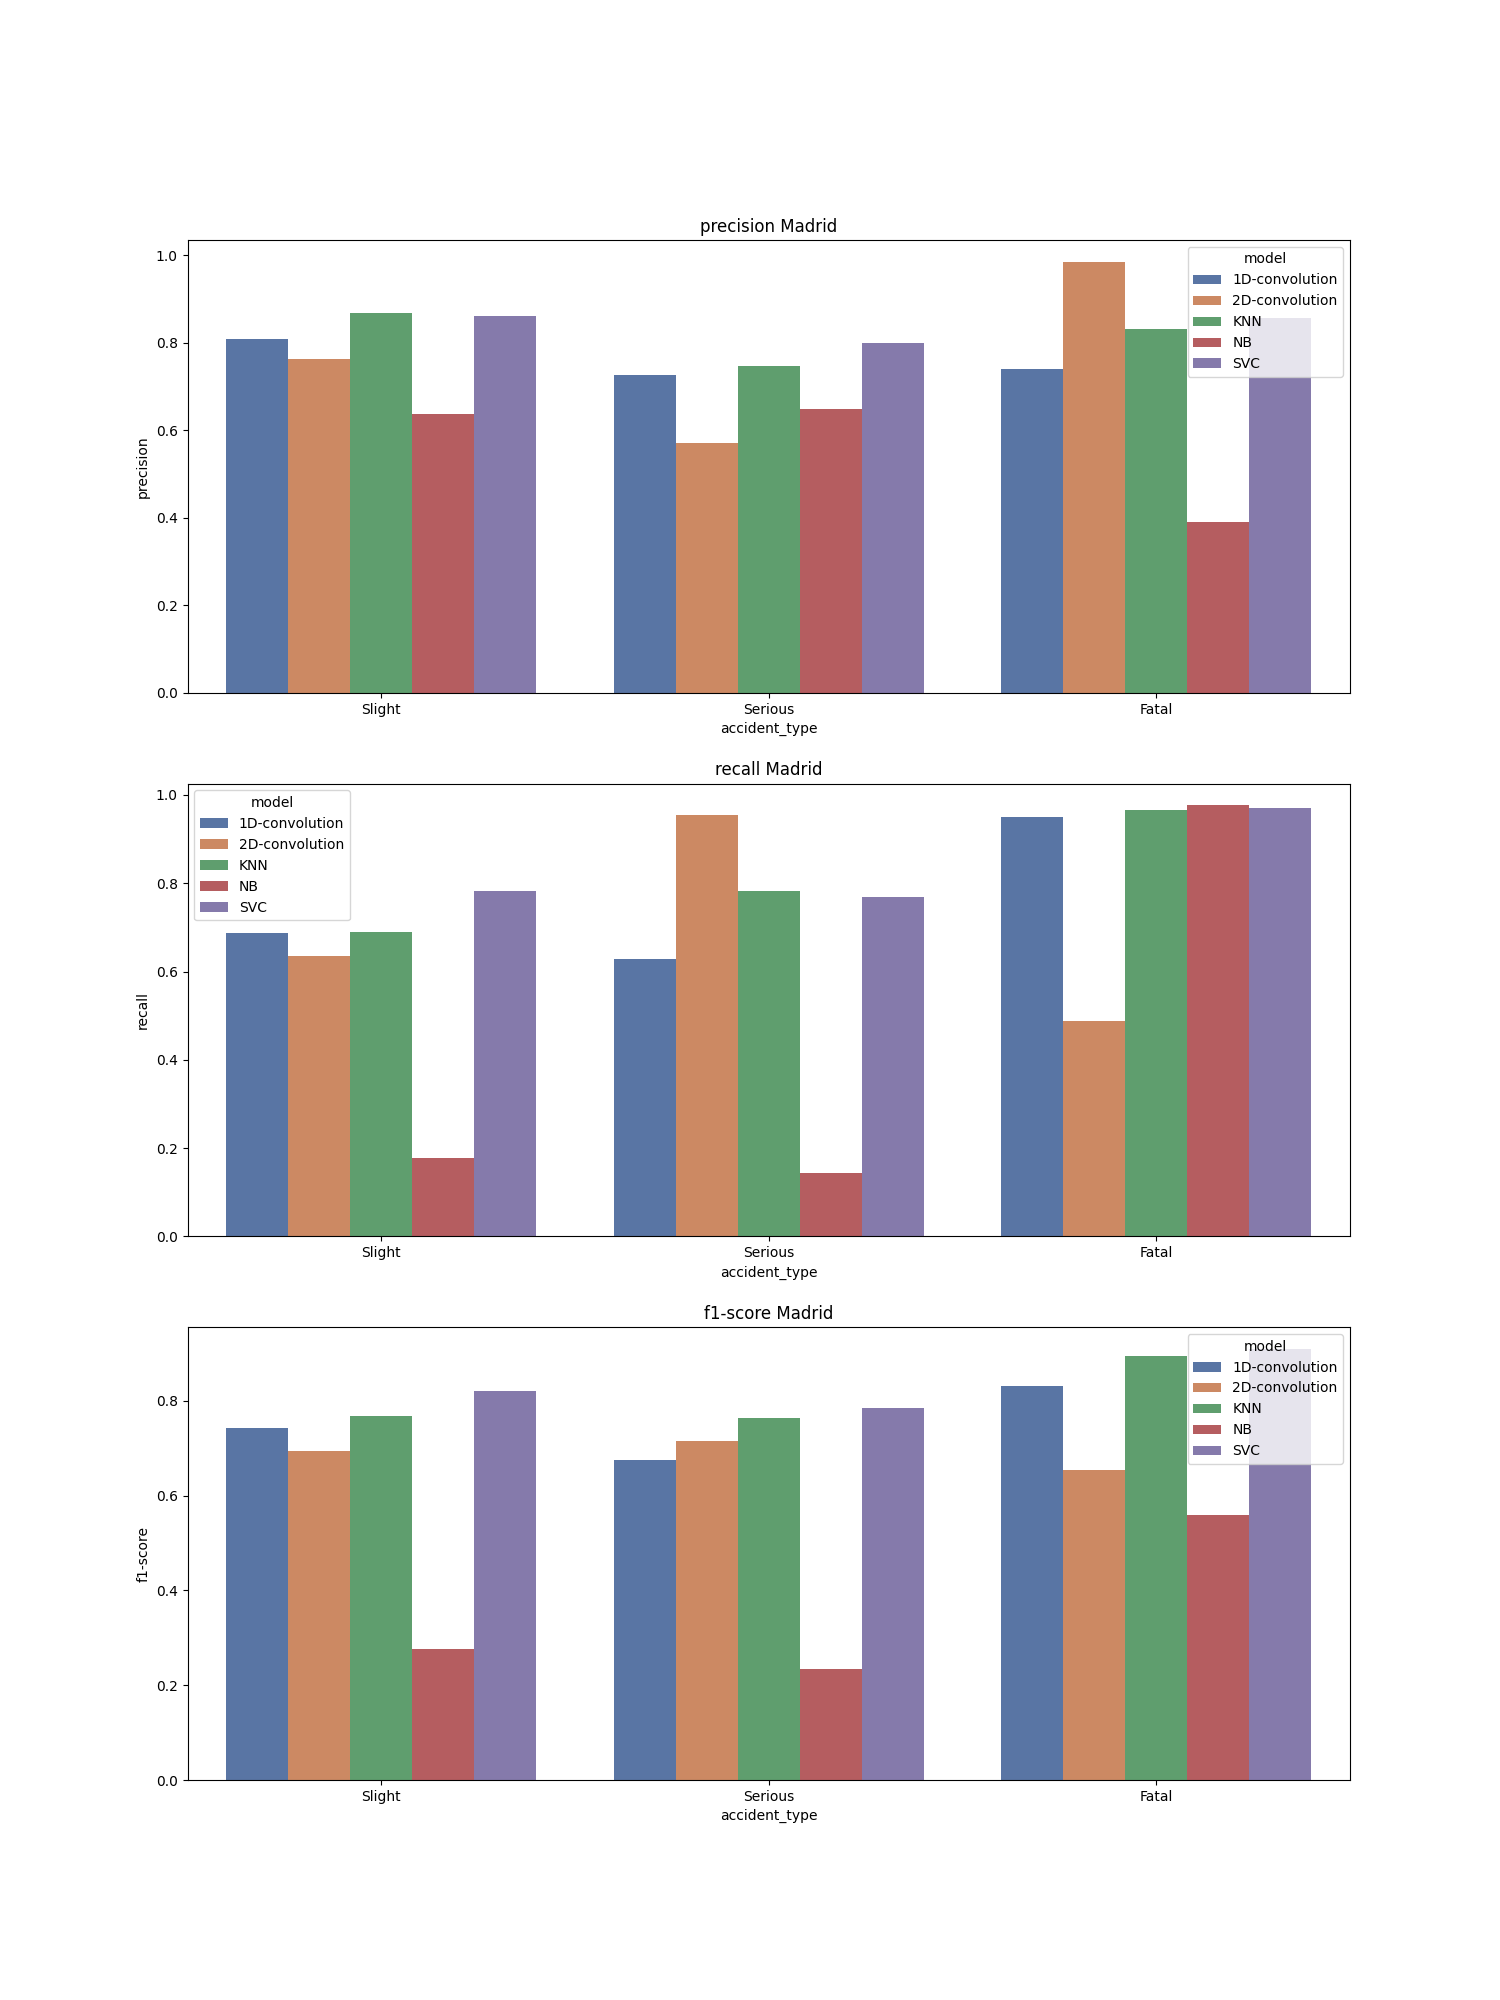 precision Madrid
1.0
0.8
0.6
0.4
0.2
0.0
precision
model
1D-convolution
2D-convolution
KNN
NB
SVC
Slight Serious Fatal
accident_type
recall Madrid
1.0
0.8
0.6
0.4
0.2
0.0
recall
model
1D-convolution
2D-convolution
KNN
NB
SVC
Slight Serious Fatal
accident_type
f1-score Madrid
0.8
0.6
0.4
0.2
0.0
f1-score
model
1D-convolution
2D-convolution
KNN
NB
SVC
Slight Serious Fatal
accident_type